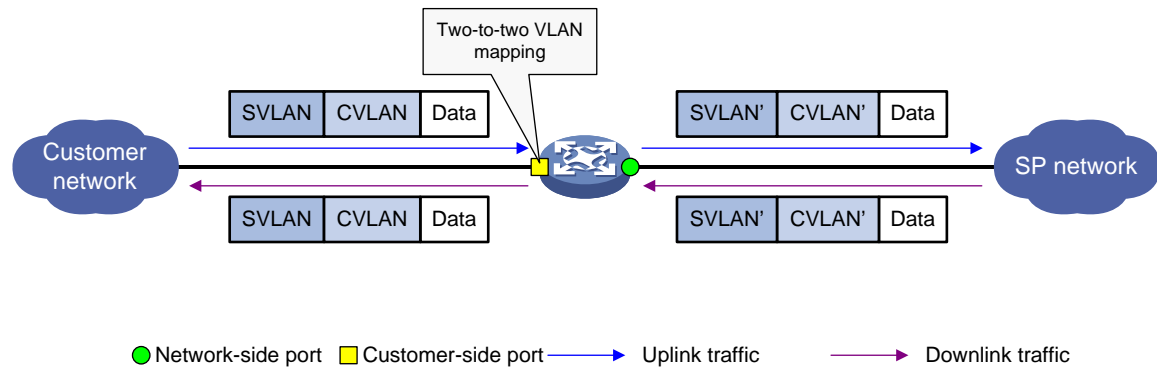 Two-to-two VLAN
mapping
SVLAN CVLAN Data
SVLAN’ CVLAN’ Data
Customer
network
SP network
SVLAN CVLAN Data
SVLAN’ CVLAN’ Data
Network-side port
Customer-side port
Uplink traffic
Downlink traffic